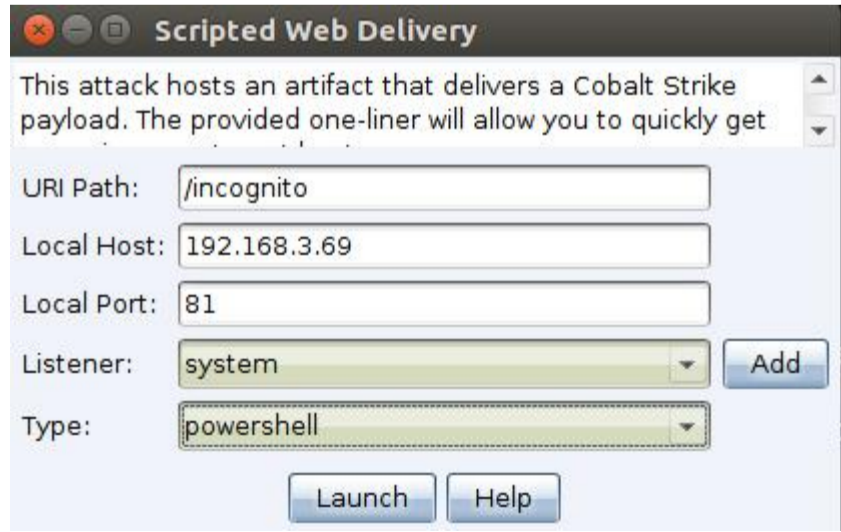 Scripted Web Delivery
This attack hosts an artifact that delivers a Cobalt Strike
payload. The provided one-liner will allow you to quickly get
URI Path: /incognito
Local Host: 192.168.3.69
Local Port: 81
Listener: system Add
Type: powershell
Launch Help